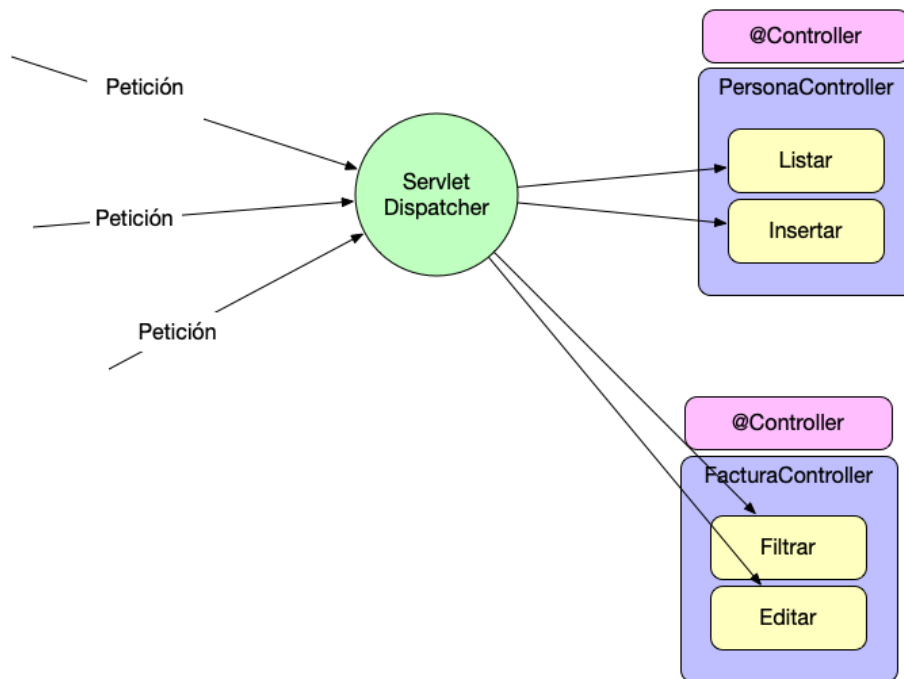 Petición
Petición
Petición
Servlet
Dispatcher
@Controller
PersonaController
Listar
Insertar
@Controller
FacturaController
Filtrar
Editar